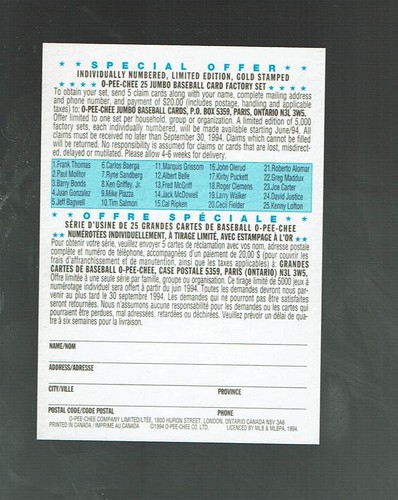 ★ ★ SPECIAL OFFER ★ ★
INDIVIDUALLY NUMBERED, LIMITED EDITION, GOLD STAMPED
★ ★ ★ ★ O-PEE-CHEE 25 JUMBO BASEBALL CARD FACTORY SET ★ ★ ★ ★
To obtain your set, send 5 claim cards along with your name, complete mailing address
and phone number, and payment of $20.00 (includes postage, handling and applicable
taxes) to: O-PEE-CHEE JUMBO BASEBALL CARDS, P.O. BOX 5359, PARIS, ONTARIO N3L 3W5.
Offer limited to one set per household, group or organization. A limited edition of 5,000
factory sets, each individually numbered, will be made available starting June/94. All
claims must be received no later than September 30, 1994. Claims which cannot be filled
will be returned. No responsibility is assumed for claims or cards that are lost, misdirect-
ed, delayed or mutilated. Please allow 4-6 weeks for delivery.
1.Frank Thomas 6.Carlos Baerga 11.Marquis Grissom 16.John Olerud 21.Roberto Alomar
2.Paul Molitor 7.Ryne Sandberg 12.Albert Belle 17.Kirby Puckett 22.Greg Maddux
3.Barry Bonds 8.Ken Griffey, Jr. 13.Fred McGriff 18.Roger Clemens 23.Joe Carter
4.Juan Gonzalez 9.Mike Piazza 14.Jack McDowell 19.Larry Walker 24.David Justice
5.Jeff Bagwell 10.Tim Salmon 15.Cal Ripken 20.Cecil Fielder 25.Kenny Lofton
★ ★ OFFRE SPÉCIALE ★ ★
SÉRIE D'USINE DE 25 GRANDES CARTES DE BASEBALL O-PEE-CHEE
★★ NUMÉROTÉES INDIVIDUELLEMENT, À TIRAGE LIMITÉ, AVEC ESTAMPAGE À L'OR ★★
Pour obtenir votre série, veuillez envoyer 5 cartes de réclamation avec vos nom, adresse postale
complète et numéro de téléphone, accompagnées d'un paiement de 20,00 $ (pour couvrir les
frais d'affranchissement et de manutention, ainsi que les taxes applicables) à: GRANDES
CARTES DE BASEBALL O-PEE-CHEE, CASE POSTALE 5359, PARIS (ONTARIO) N3L 3W5.
Offre limitée à une seule série par famille, groupe ou organisation. Ce tirage limité de 5000 jeux à
numérotage individuel sera offert à partir du juin 1994. Toutes les demandes devront nous par-
venir au plus tard le 30 septembre 1994. Les demandes qui ne pourront pas être satisfaites
seront retournées. Nous n'assumons aucune responsabilité pour les demandes ou les cartes qui
pourraient être perdues, mal adressées, retardées ou déchirées. Veuillez prévoir un délai de qua-
tre à six semaines pour la livraison.
NAME/NOM
ADDRESS/ADRESSE
CITY/VILLE PROVINCE
POSTAL CODE/CODE POSTAL PHONE
O-PEE-CHEE COMPANY LIMITED/LTÉE, 1800 HURON STREET, LONDON, ONTARIO CANADA N5V 3A6
PRINTED IN CANADA / IMPRIMÉ AU CANADA ©1994 O-PEE-CHEE CO. LTD. LICENCED BY MLB & MLBPA, 1994.